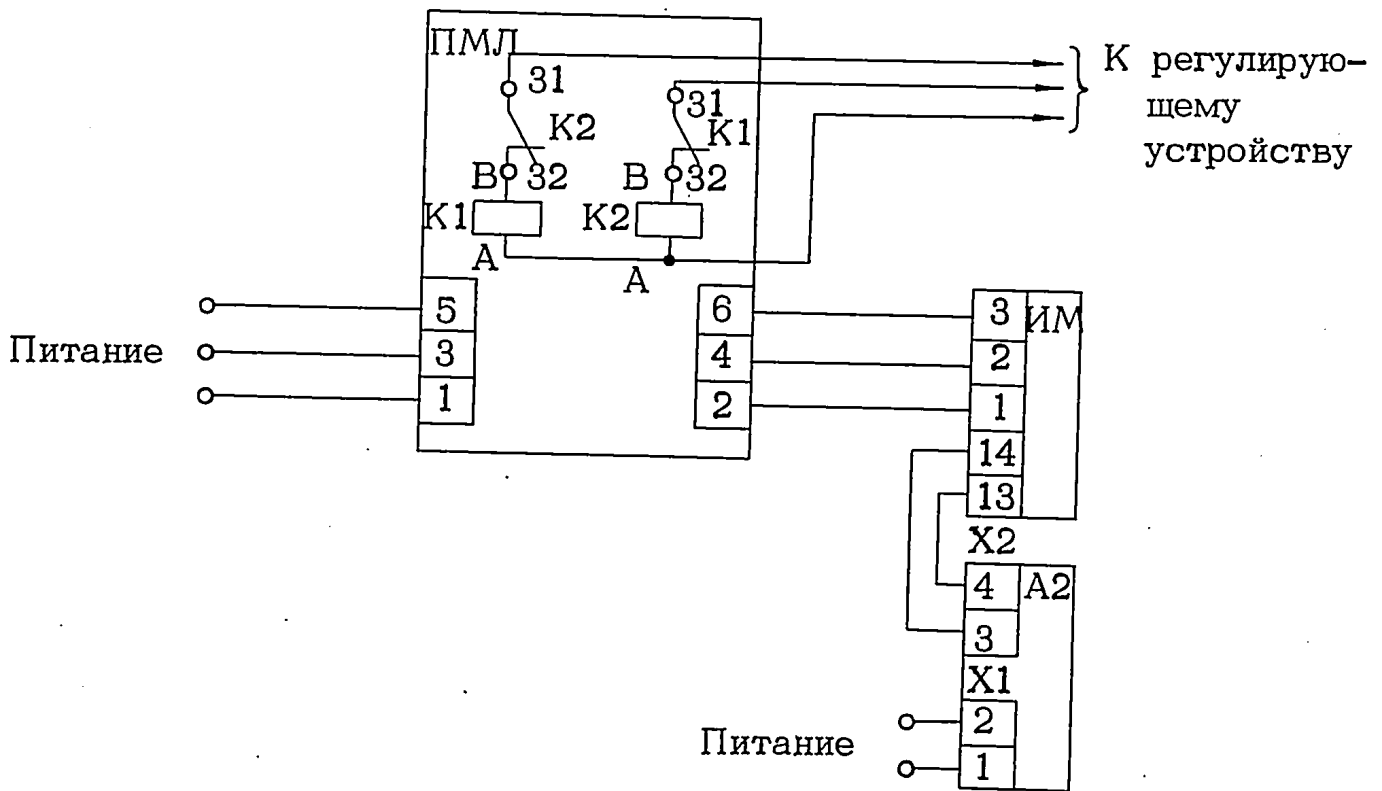 ПМЛ
31
К2
31
К1
В 32
В 32
К1
К2
А
А
К регулирую-
щему
устройству
Питание
5
3
1
6
4
2
3 ИМ
2
1
14
13
Х2
4 А2
3
Х1
2
1
Питание